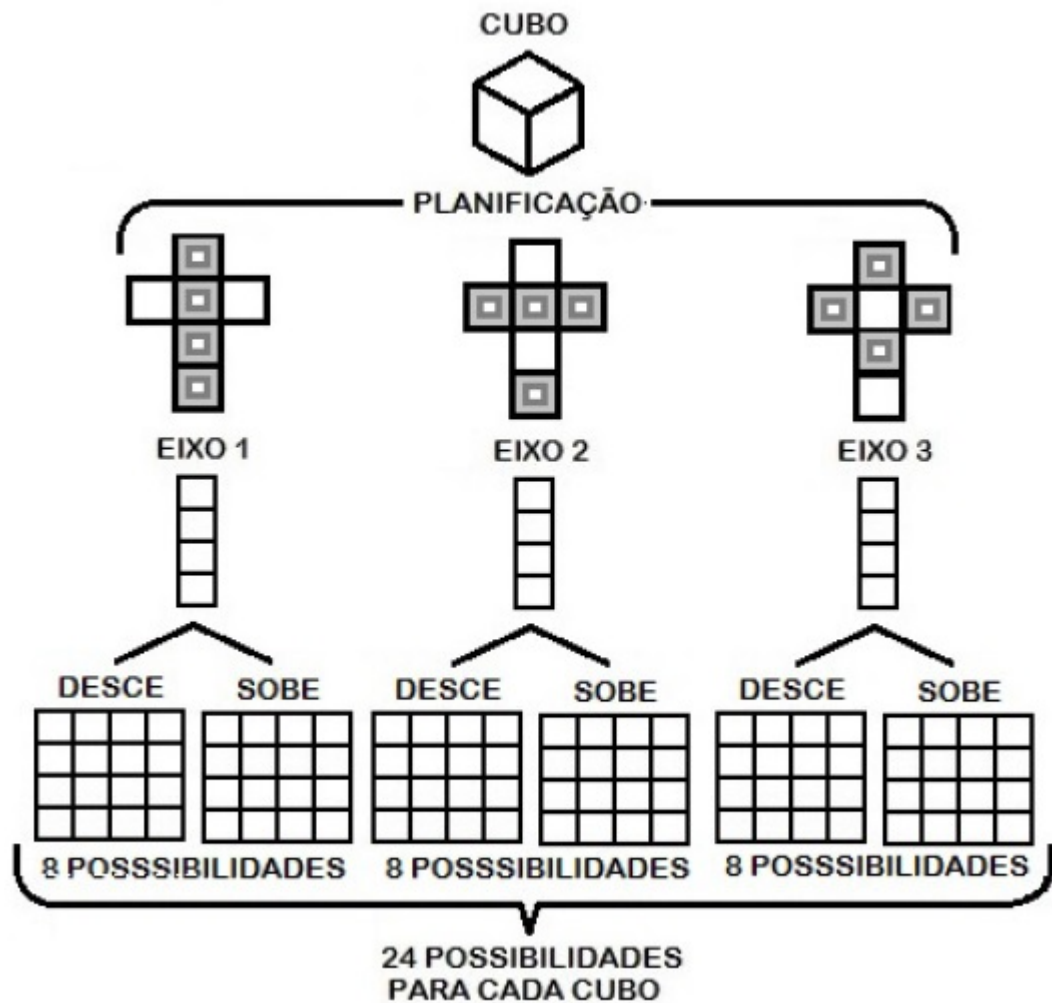 CUBO
PLANIFICAÇÃO
EIXO 1 EIXO 2 EIXO 3
DESCE SOBE DESCE SOBE DESCE SOBE
8 POSSSIBILIDADES 8 POSSSIBILIDADES 8 POSSSIBILIDADES
24 POSSIBILIDADES
PARA CADA CUBO